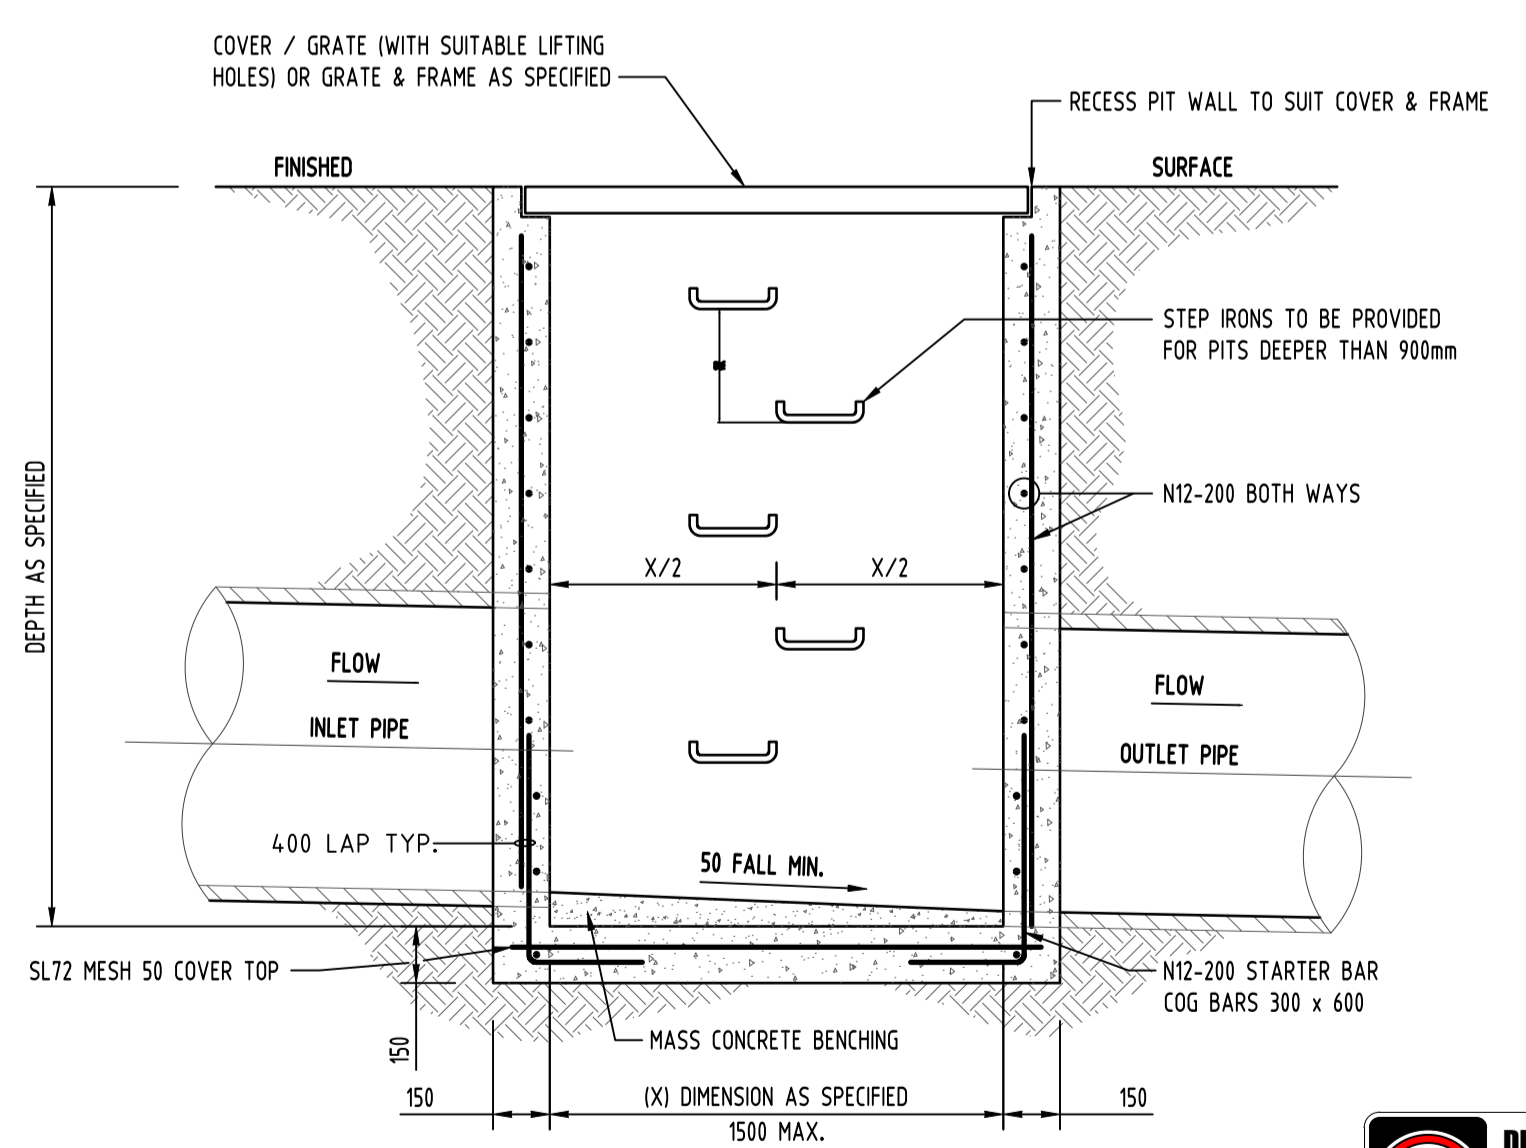 COVER / GRATE (WITH SUITABLE LIFTING
HOLES) OR GRATE & FRAME AS SPECIFIED
RECESS PIT WALL TO SUIT COVER & FRAME
FINISHED
SURFACE
STEP IRONS TO BE PROVIDED
FOR PITS DEEPER THAN 900mm
DEPTH AS SPECIFIED
N12-200 BOTH WAYS
X/2
X/2
FLOW
INLET PIPE
FLOW
OUTLET PIPE
400 LAP TYP.
50 FALL MIN.
SL72 MESH 50 COVER TOP
N12-200 STARTER BAR
COG BARS 300 x 600
MASS CONCRETE BENCHING
150
150
(X) DIMENSION AS SPECIFIED
1500 MAX.
150